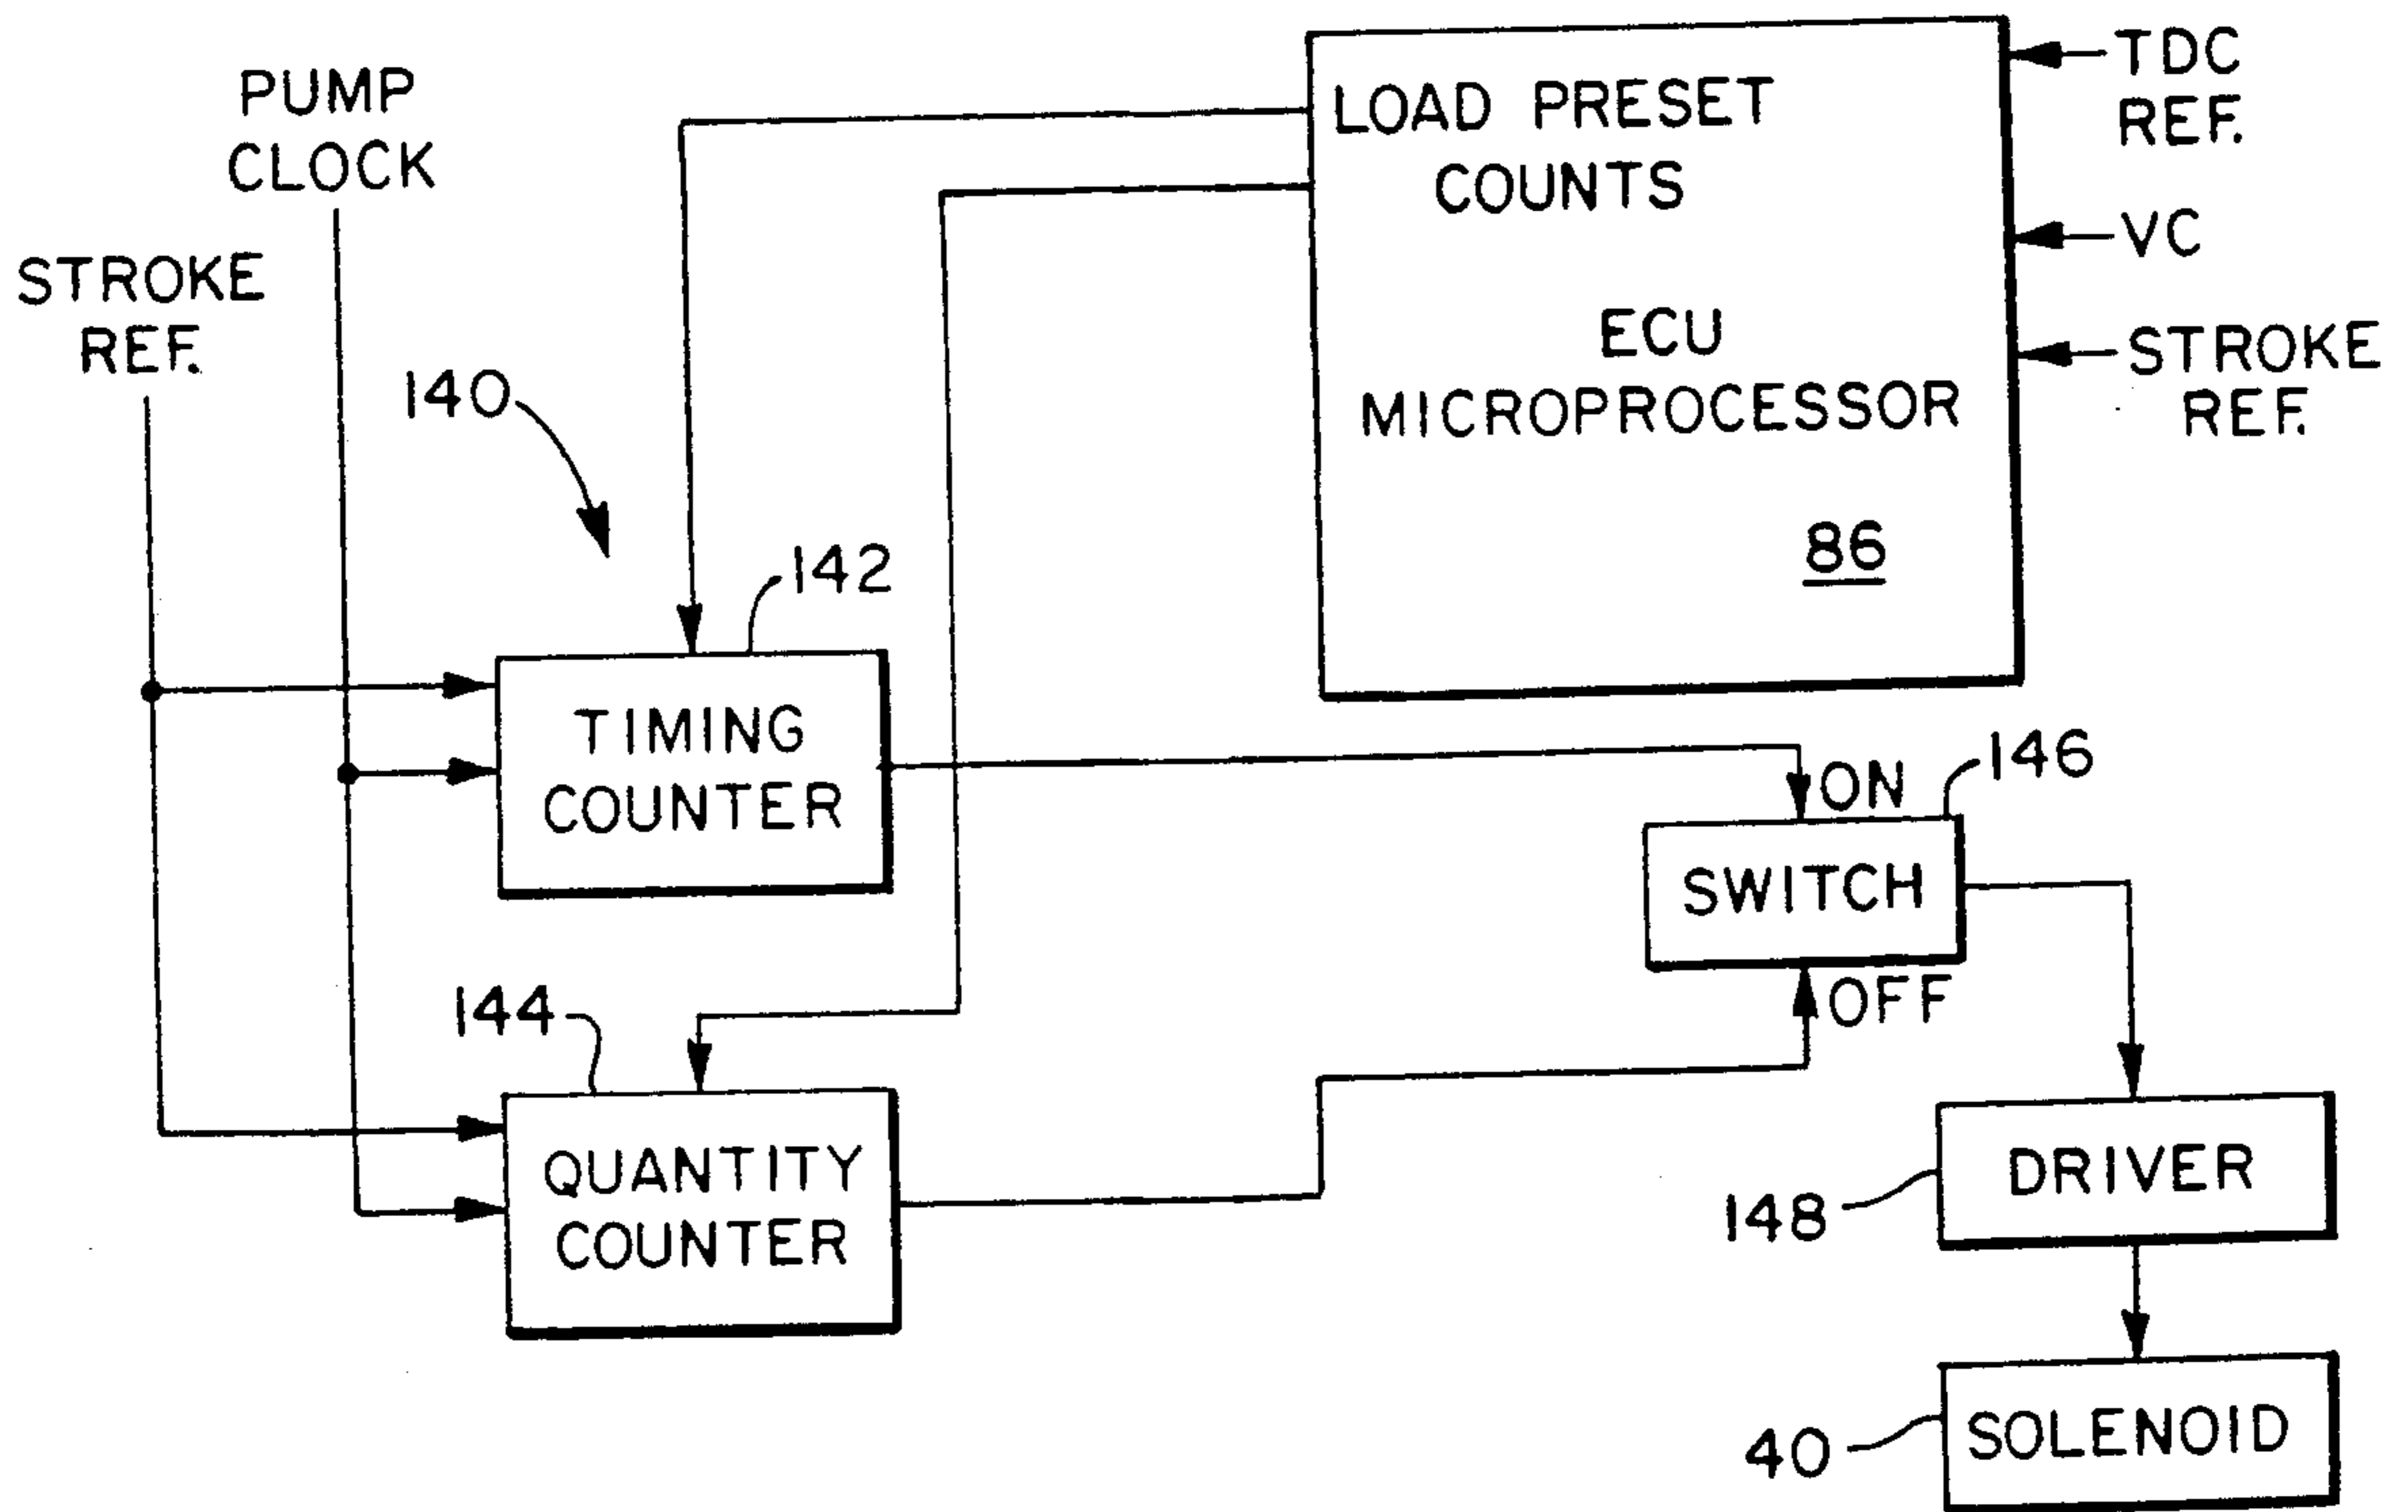 PUMP
CLOCK
STROKE
REF.
140
LOAD PRESET
COUNTS
ECU
MICROPROCESSOR
86
TDC
REF.
VC
STROKE
REF.
142
TIMING
COUNTER
144
QUANTITY
COUNTER
ON
146
SWITCH
OFF
148
DRIVER
40
SOLENOID